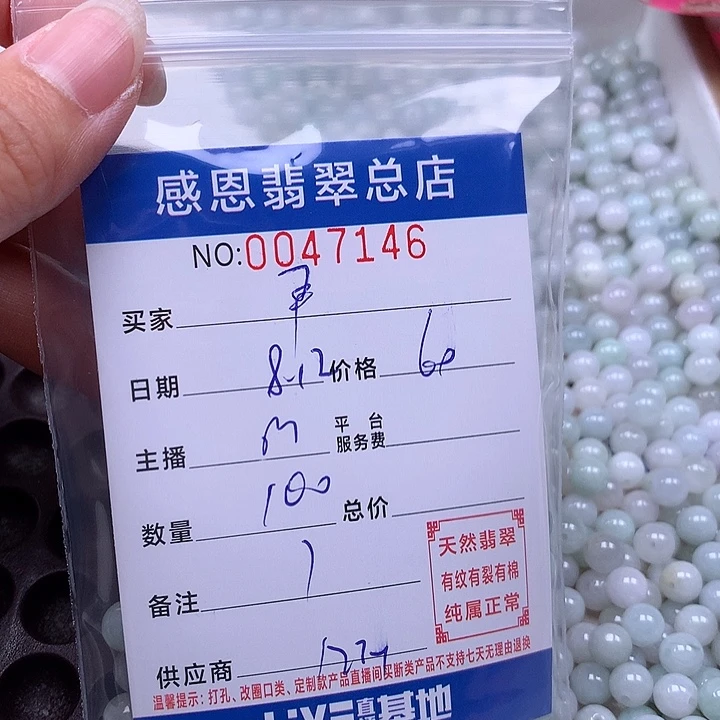 感恩翡翠总店
NO:0047146
买家
日期 8.12 价格 60
主播 m 平台服务费
数量 100 总价
备注
天然翡翠
有纹有裂有棉
纯属正常
供应商
温馨提示：打孔、改圈口类、定制款产品直播间买断类产品不支持七天无理由退换
基地